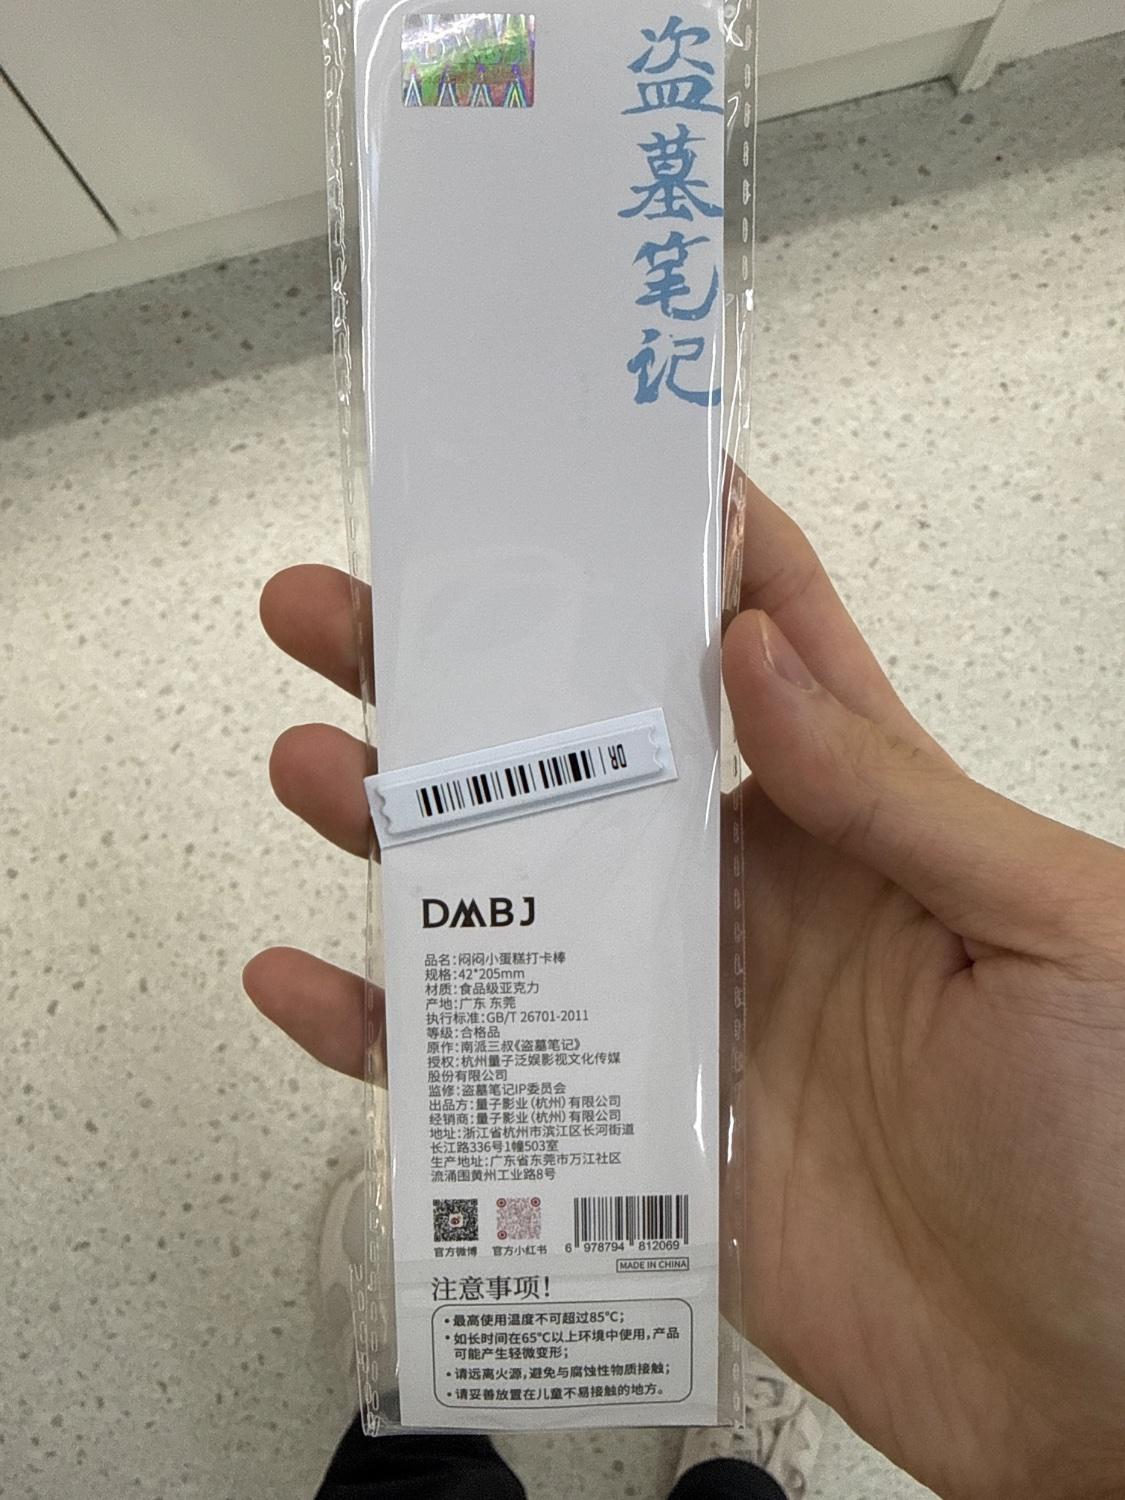 DMBJ
盗墓笔记
DR
DMBJ
品名:闷闷小蛋糕打卡棒
规格:42*205mm
材质:食品级亚克力
产地:广东 东莞
执行标准:GB/T 26701-2011
等级:合格品
原作:南派三叔《盗墓笔记》
授权:杭州量子泛娱影视文化传媒
股份有限公司
监修:盗墓笔记IP委员会
出品方:量子影业(杭州)有限公司
经销商:量子影业(杭州)有限公司
地址:浙江省杭州市滨江区长河街道
长江路336号1幢503室
生产地址:广东省东莞市万江社区
流涌围黄州工业路8号
官方微博 官方小红书 6 978794 812069
MADE IN CHINA
注意事项!
•最高使用温度不可超过85℃;
•如长时间在65℃以上环境中使用,产品
可能产生轻微变形;
•请远离火源,避免与腐蚀性物质接触;
•请妥善放置在儿童不易接触的地方。